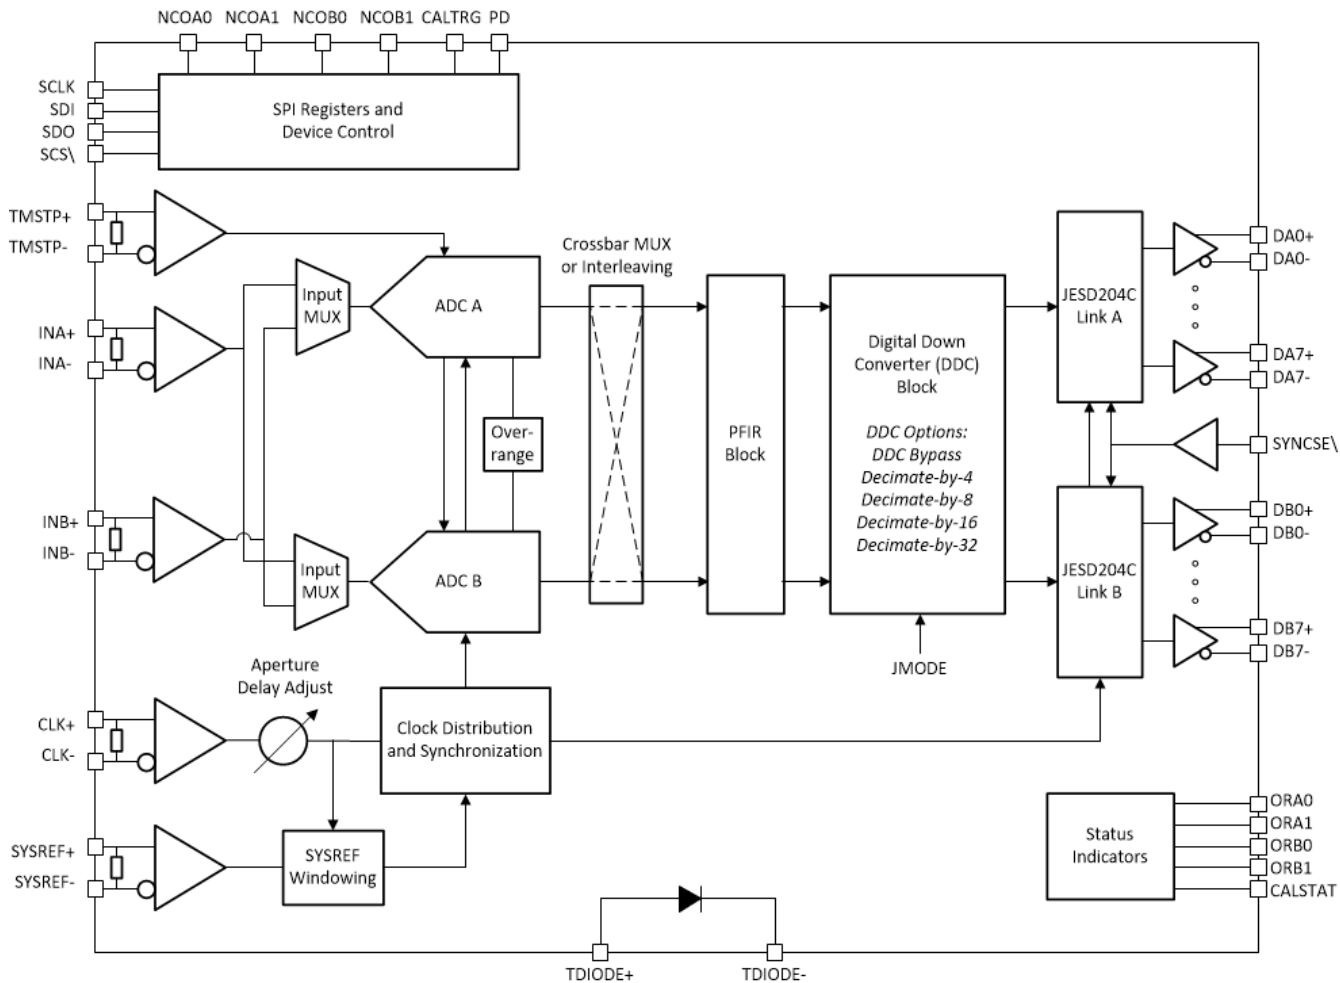 NCOA0 NCOA1 NCOB0 NCOB1 CALTRG PD
SCLK
SDI
SDO
SCS\
SPI Registers and
Device Control
TMSTP+
TMSTP-
INA+
INA-
INB+
INB-
CLK+
CLK-
SYSREF+
SYSREF-
Input
MUX
ADC A
Over-
range
Input
MUX
ADC B
Aperture
Delay Adjust
Clock Distribution
and Synchronization
SYSREF
Windowing
Crossbar MUX
or Interleaving
PFIR
Block
Digital Down
Converter (DDC)
Block
DDC Options:
DDC Bypass
Decimate-by-4
Decimate-by-8
Decimate-by-16
Decimate-by-32
JMODE
JESD204C
Link A
JESD204C
Link B
DA0+
DA0-
DA7+
DA7-
SYNCSE\
DB0+
DB0-
DB7+
DB7-
Status
Indicators
ORA0
ORA1
ORB0
ORB1
CALSTAT
TDIODE+
TDIODE-